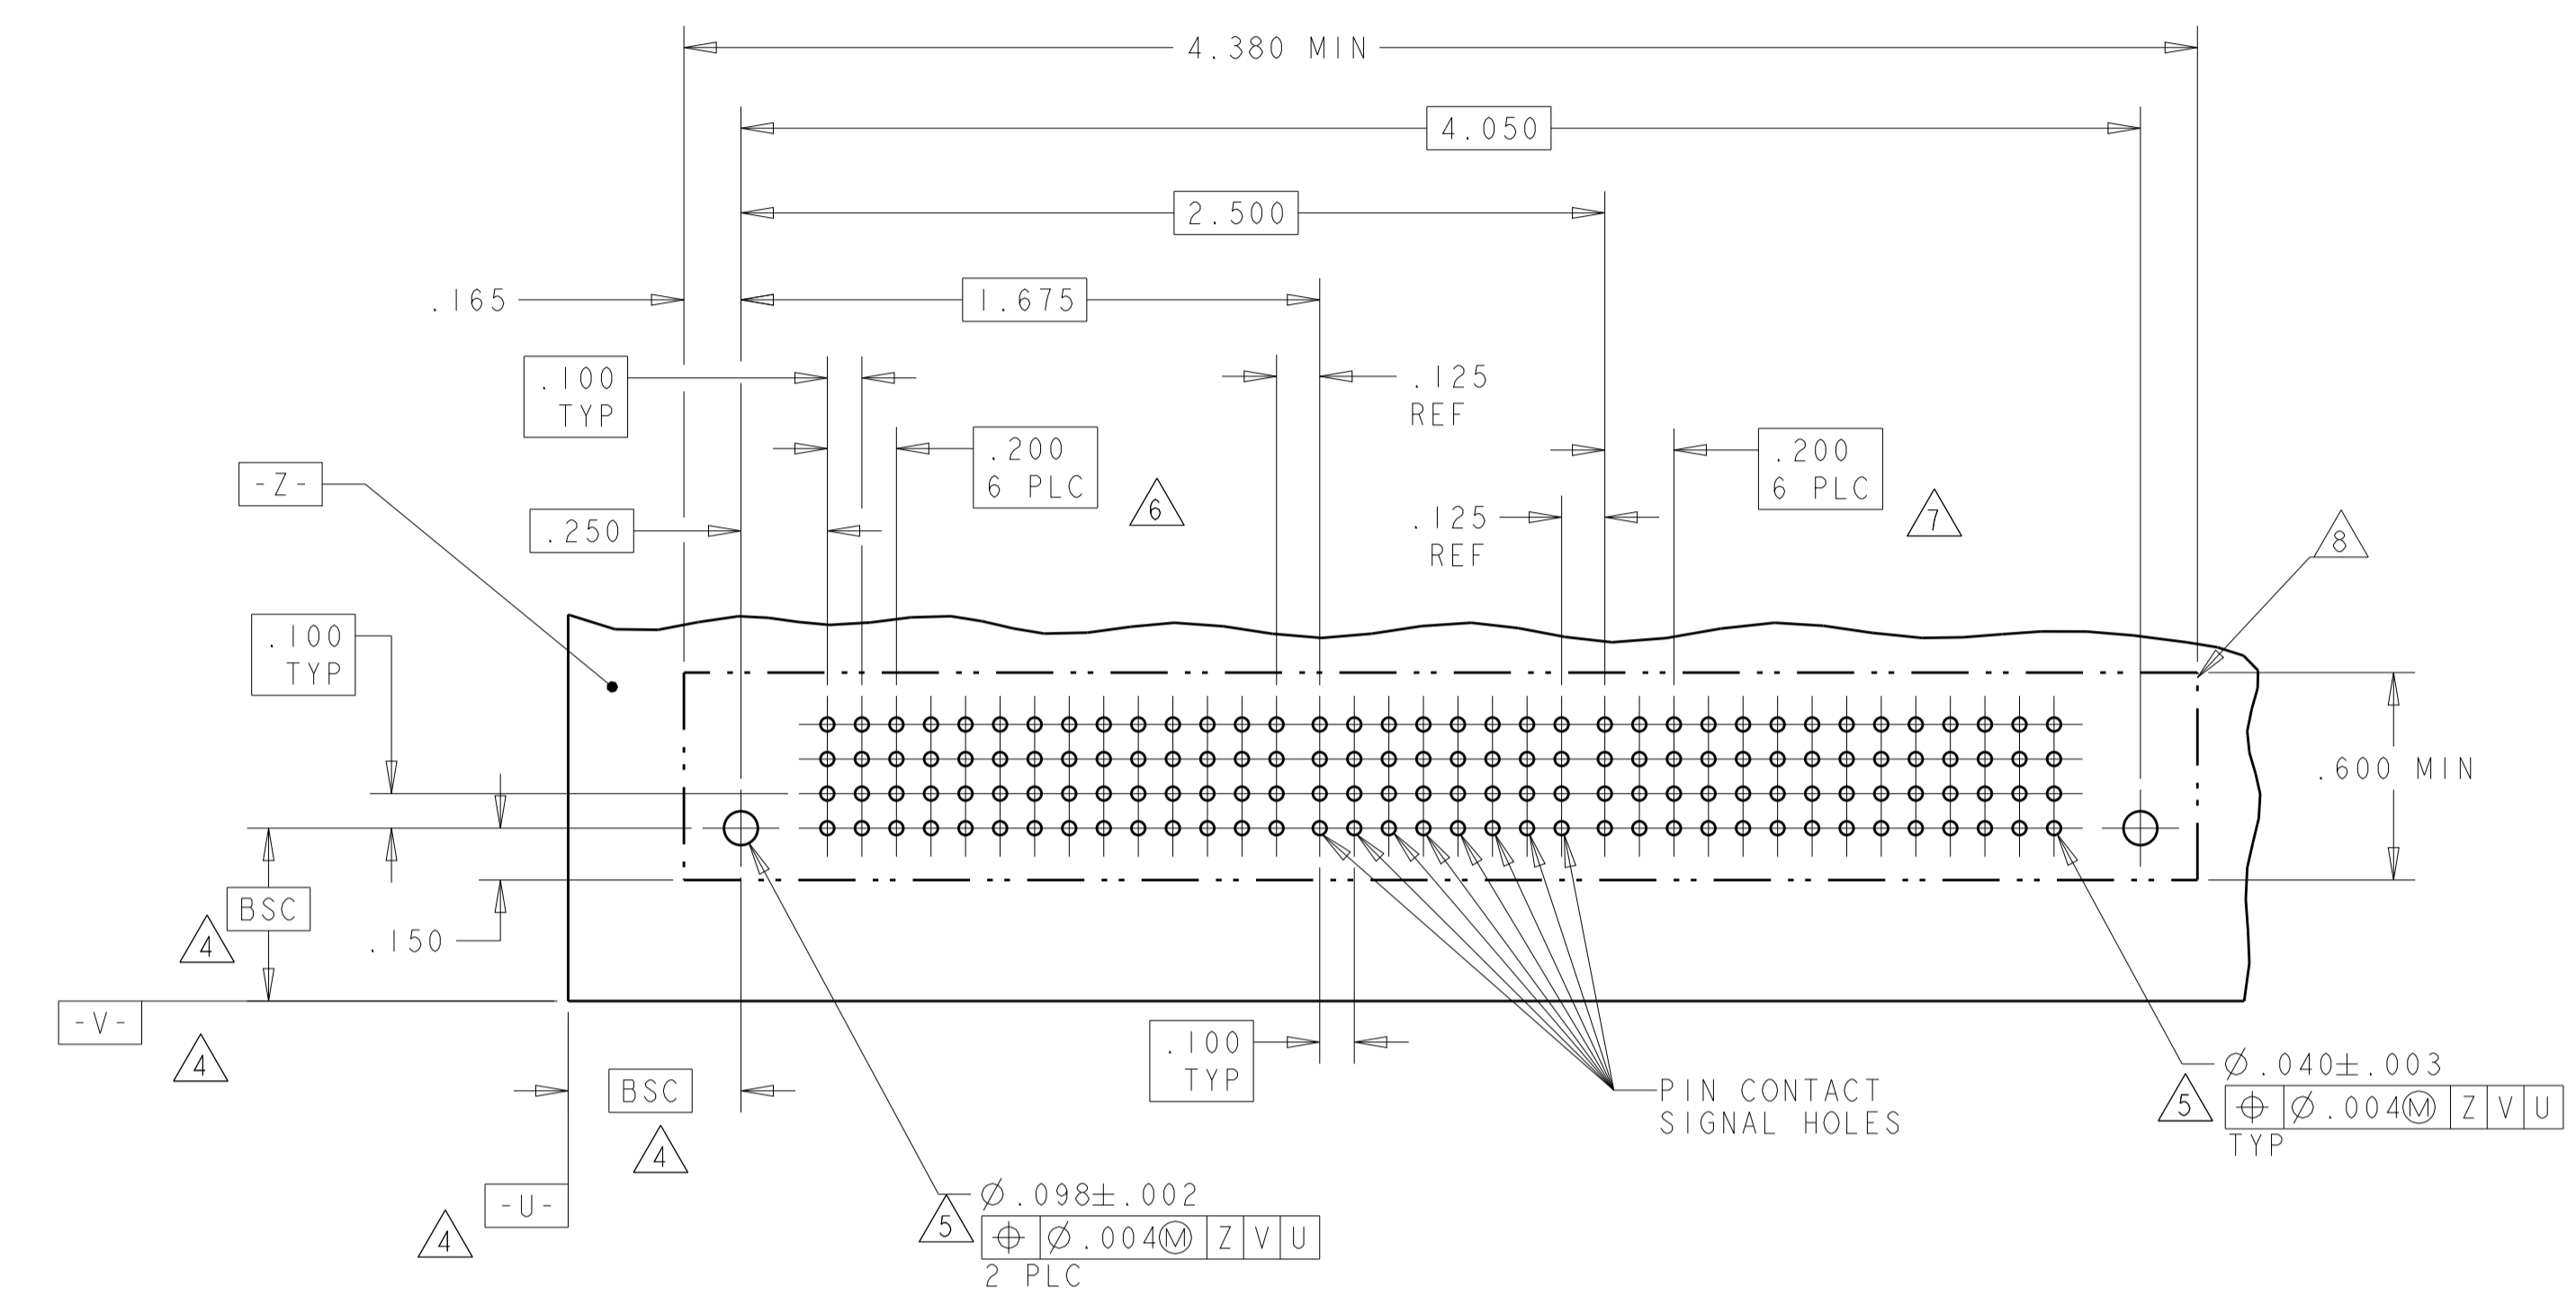 4.380 MIN
4.050
2.500
.165
1.675
.100
TYP
.125
REF
.200
6 PLC
6
.200
6 PLC
7
-Z-
.250
.125
REF
8
.100
TYP
.600 MIN
BSC
4
.150
-V-
4
.100
TYP
BSC
4
PIN CONTACT
SIGNAL HOLES
Ø.040±.003
5
⌖ Ø.004Ⓜ Z V U
TYP
-U-
4
Ø.098±.002
5
⌖ Ø.004Ⓜ Z V U
2 PLC